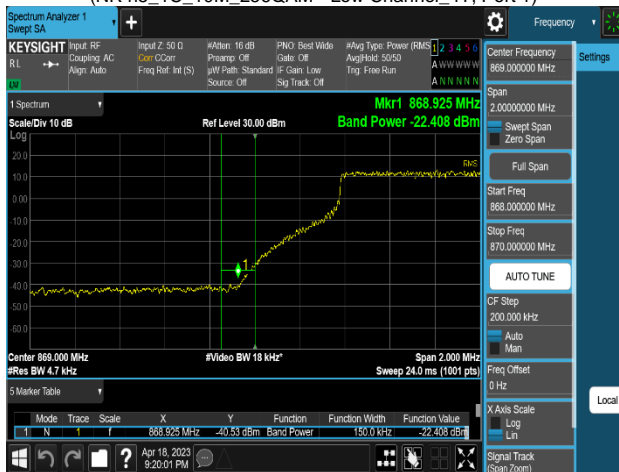 Spectrum Analyzer 1
Swept SA
+
Frequency
KEYSIGHT
RL
Input: RF
Coupling: AC
Align: Auto
Input Z: 50 Ω
Corr CCorr
Freq Ref: Int (S)
#Atten: 16 dB
Preamp: Off
µW Path: Standard
Source: Off
PNO: Best Wide
Gate: Off
IF Gain: Low
Sig Track: Off
#Avg Type: Power (RMS
Avg|Hold: 50/50
Trig: Free Run
1 2 3 4 5 6
A W W W W W
A N N N N N
1 Spectrum
Scale/Div 10 dB
Ref Level 30.00 dBm
Mkr1 868.925 MHz
Band Power -22.408 dBm
Log
20.0
10.0
0.00
-10.0
-20.0
-30.0
-40.0
-50.0
-60.0
RMS
1
Center 869.000 MHz
#Res BW 4.7 kHz
#Video BW 18 kHz*
Span 2.000 MHz
Sweep 24.0 ms (1001 pts)
5 Marker Table
Mode Trace Scale X Y Function Function Width Function Value
1 N 1 f 868.925 MHz -40.53 dBm Band Power 150.0 kHz -22.408 dBm
Apr 18, 2023
9:20:01 PM
Center Frequency
869.000000 MHz
Span
2.00000000 MHz
Swept Span
Zero Span
Full Span
Start Freq
868.000000 MHz
Stop Freq
870.000000 MHz
AUTO TUNE
CF Step
200.000 kHz
Auto
Man
Freq Offset
0 Hz
X Axis Scale
Log
Lin
Signal Track
(Span Zoom)
Settings
Local